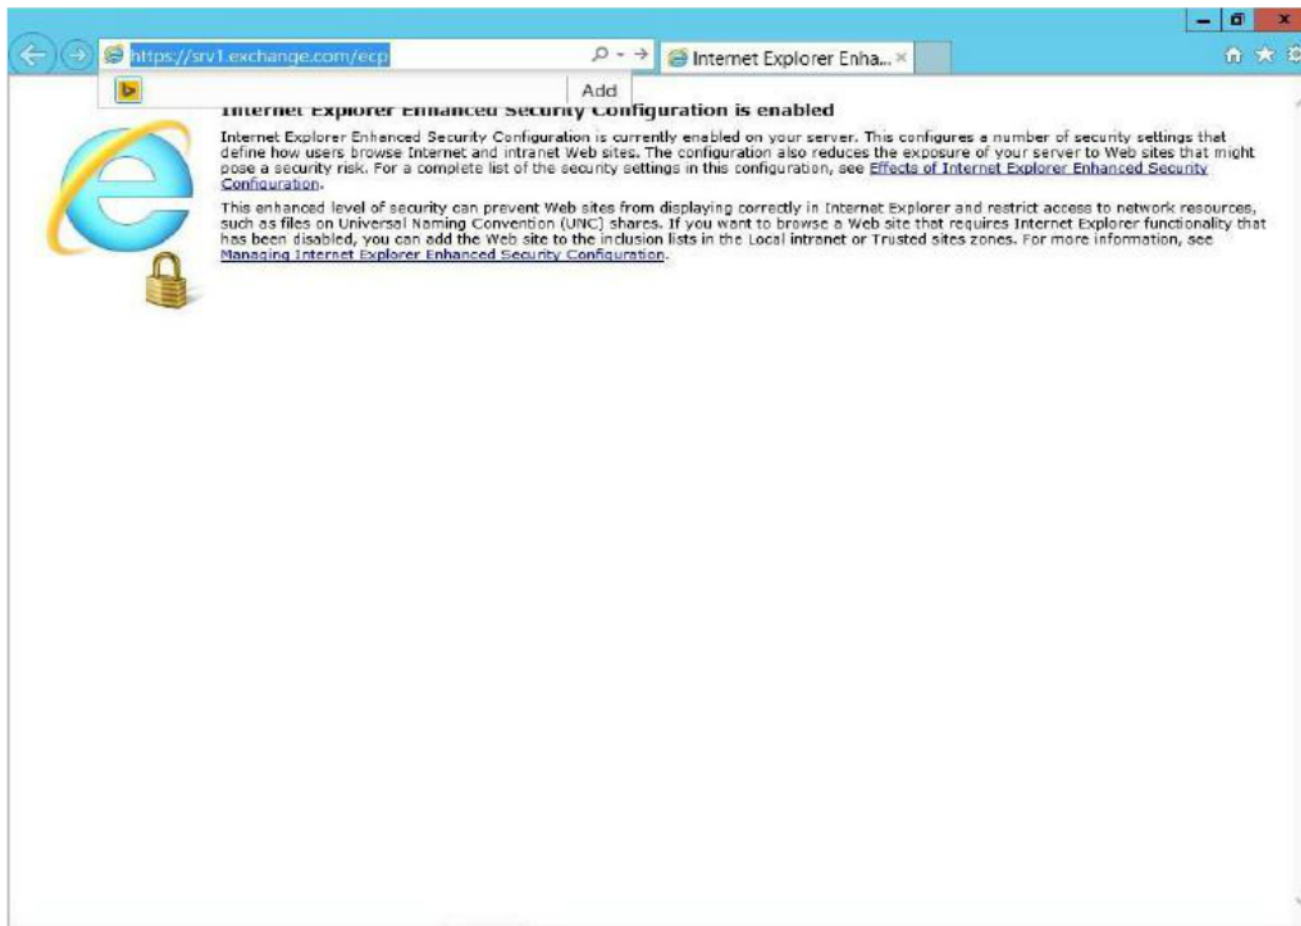 https://srv1.exchange.com/ecp
Internet Explorer Enha...
Add
Internet Explorer Enhanced Security Configuration is enabled
Internet Explorer Enhanced Security Configuration is currently enabled on your server. This configures a number of security settings that
define how users browse Internet and intranet Web sites. The configuration also reduces the exposure of your server to Web sites that might
pose a security risk. For a complete list of the security settings in this configuration, see Effects of Internet Explorer Enhanced Security
Configuration.
This enhanced level of security can prevent Web sites from displaying correctly in Internet Explorer and restrict access to network resources,
such as files on Universal Naming Convention (UNC) shares. If you want to browse a Web site that requires Internet Explorer functionality that
has been disabled, you can add the Web site to the inclusion lists in the Local intranet or Trusted sites zones. For more information, see
Managing Internet Explorer Enhanced Security Configuration.